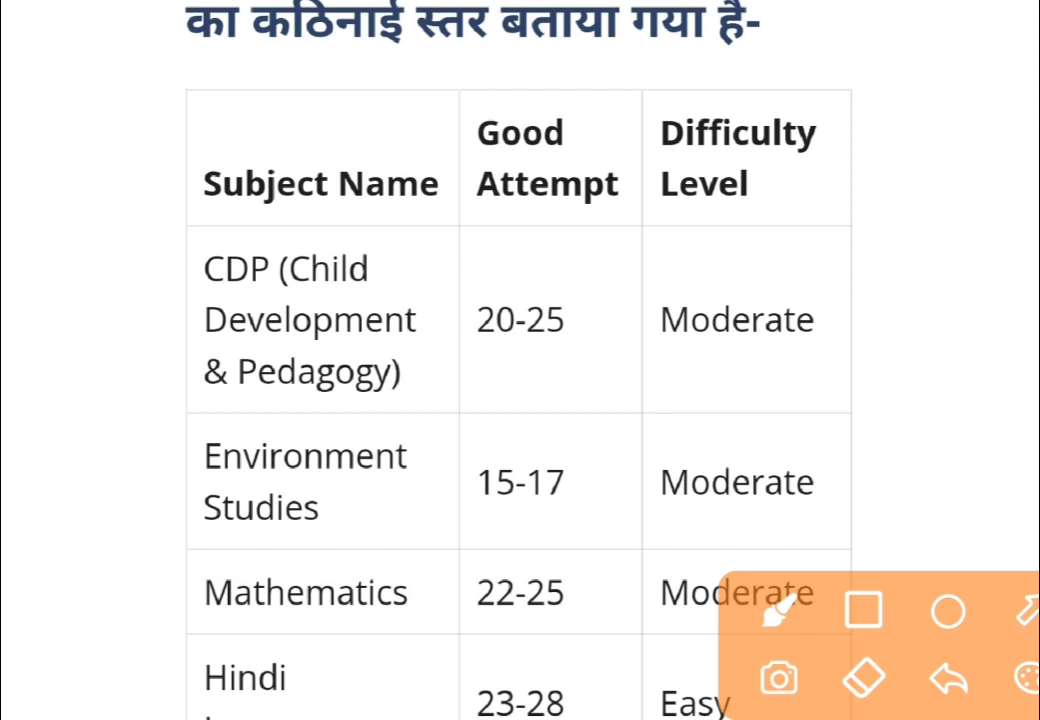 का कठिनाई स्तर बताया गया है-
Good
Attempt
Difficulty
Level
Subject Name
CDP (Child
Development
& Pedagogy)
20-25
Moderate
Environment
Studies
15-17
Moderate
Mathematics
22-25
Moderate
Hindi
23-28
Easy